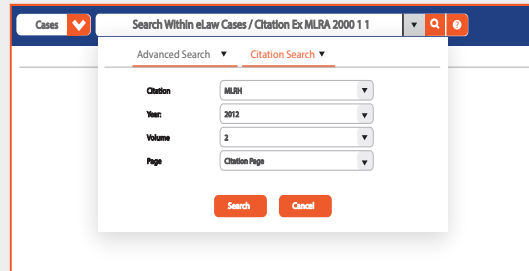 Cases Search Within eLaw Cases / Citation Ex MLRA 2000 1 1 ?
Advanced Search Citation Search
Citation MLRH
Year: 2012
Volume 2
Page Citation Page
Search Cancel